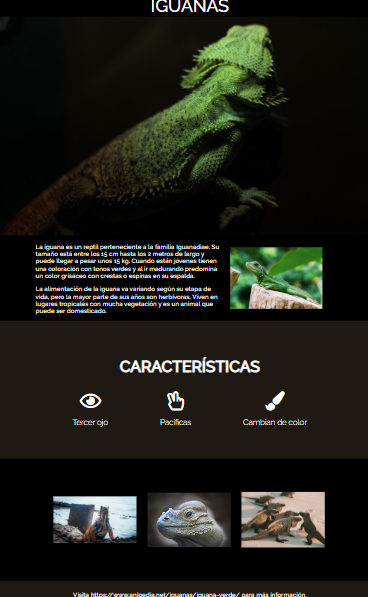 IGUANAS
La iguana es un reptil perteneciente a la familia Iguanadiae. Su
tamaño está entre los 15 cm hasta los 2 metros de largo y
puede llegar a pesar unos 15 kg. Cuando están jóvenes tienen
una coloración con tonos verdes y al ir madurando predomina
un color grisáceo con crestas o espinas en su espalda.
La alimentación de la iguana va variando según su etapa de
vida, pero la mayor parte de sus años son herbívoras. Viven en
lugares tropicales con mucha vegetación y es un animal que
puede ser domesticado.
CARACTERÍSTICAS
Tercer ojo
Pacíficas
Cambian de color
Visita https://www.anipedia.net/iguanas/iguana-verde/ para más información.